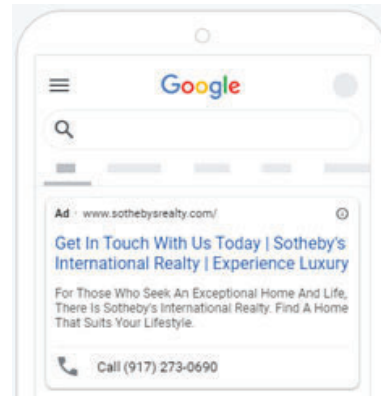 Google
Ad · www.sothebysrealty.com/
Get In Touch With Us Today | Sotheby's
International Realty | Experience Luxury
For Those Who Seek An Exceptional Home And Life,
There Is Sotheby's International Realty. Find A Home
That Suits Your Lifestyle.
Call (917) 273-0690